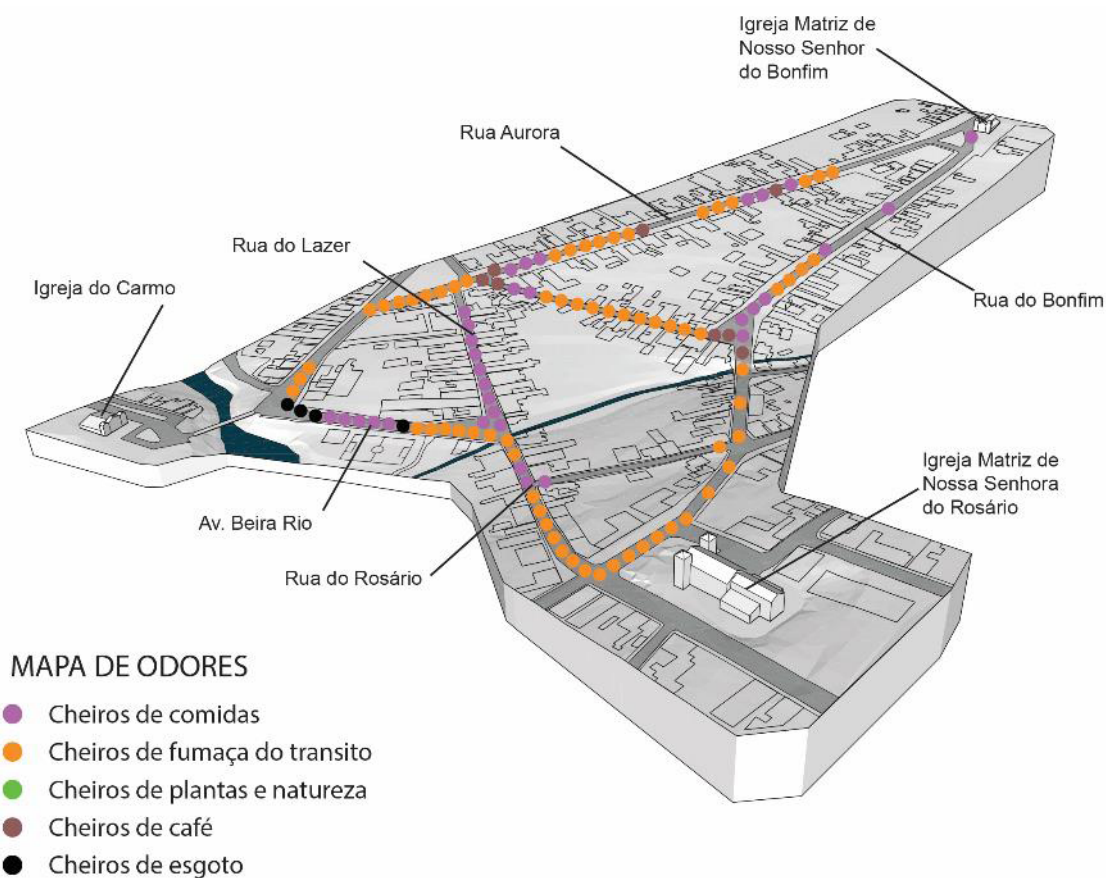 Igreja Matriz de
Nosso Senhor
do Bonfim
Rua Aurora
Rua do Lazer
Igreja do Carmo
Rua do Bonfim
Igreja Matriz de
Nossa Senhora
do Rosário
Av. Beira Rio
Rua do Rosário
MAPA DE ODORES
Cheiros de comidas
Cheiros de fumaça do transito
Cheiros de plantas e natureza
Cheiros de café
Cheiros de esgoto